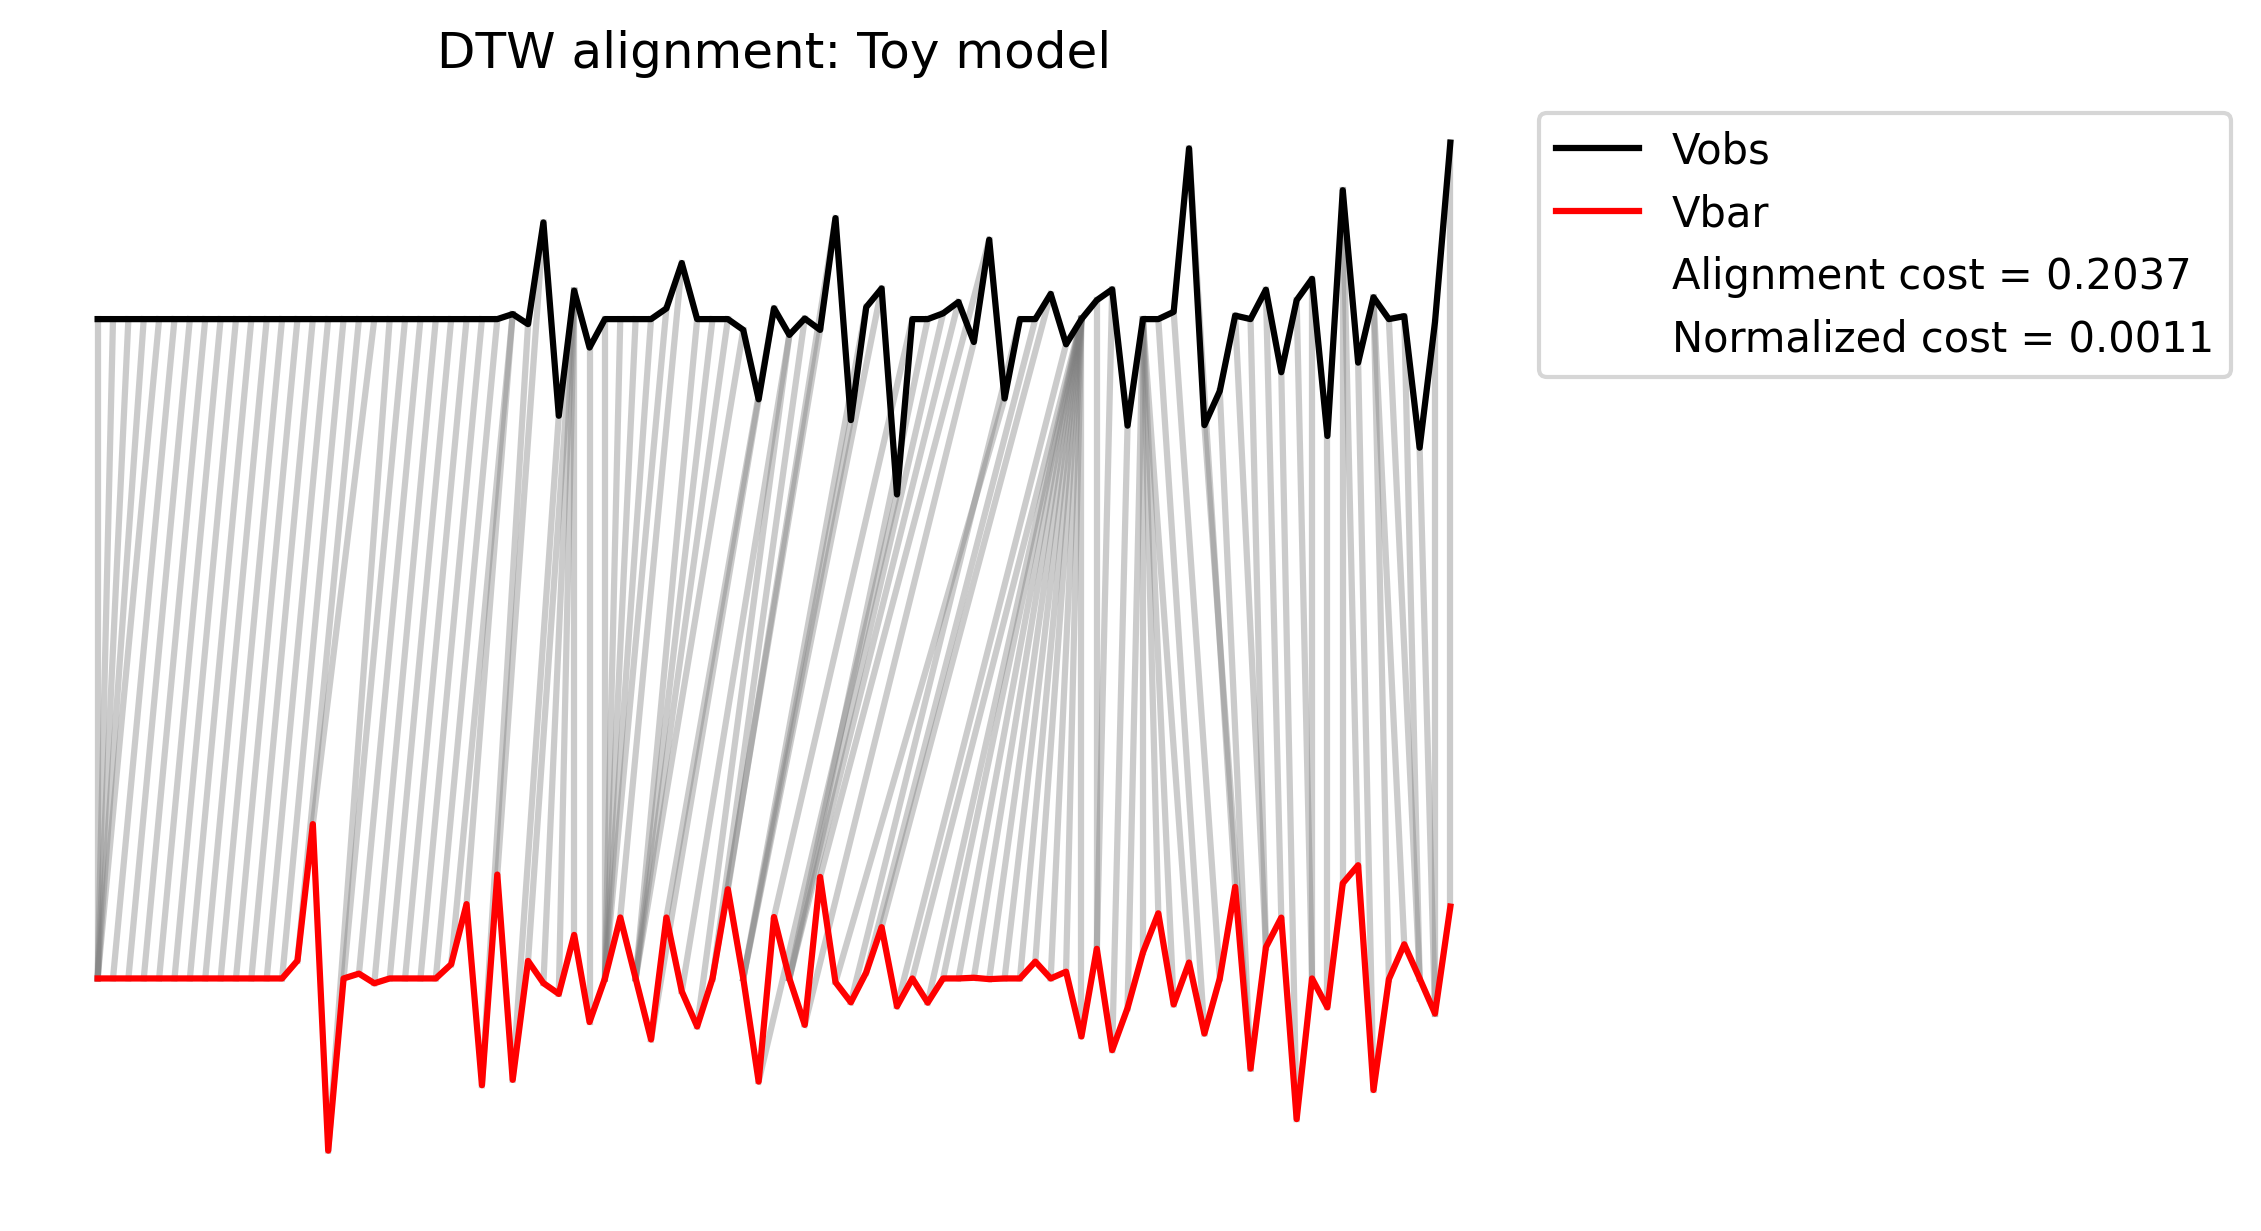 DTW alignment: Toy model
Vobs
Vbar
Alignment cost = 0.2037
Normalized cost = 0.0011